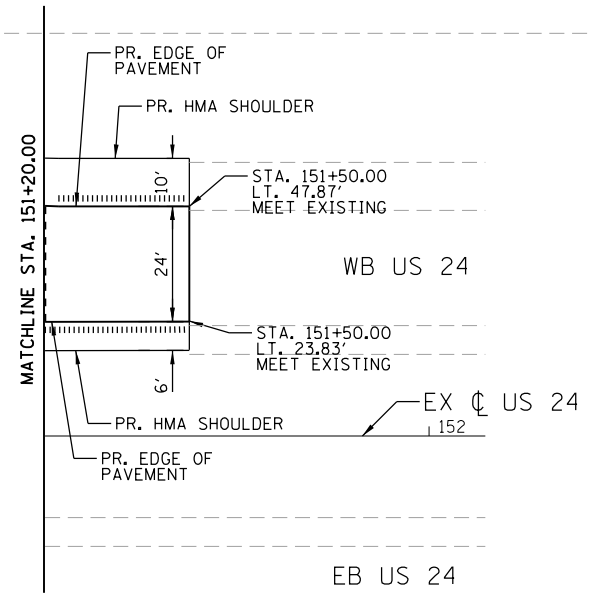 PR. EDGE OF
PAVEMENT
PR. HMA SHOULDER
MATCHLINE STA. 151+20.00
10'
STA. 151+50.00
LT. 47.87'
MEET EXISTING
24'
WB US 24
STA. 151+50.00
LT. 23.83'
MEET EXISTING
6'
EX ℄ US 24
152
PR. HMA SHOULDER
PR. EDGE OF
PAVEMENT
EB US 24